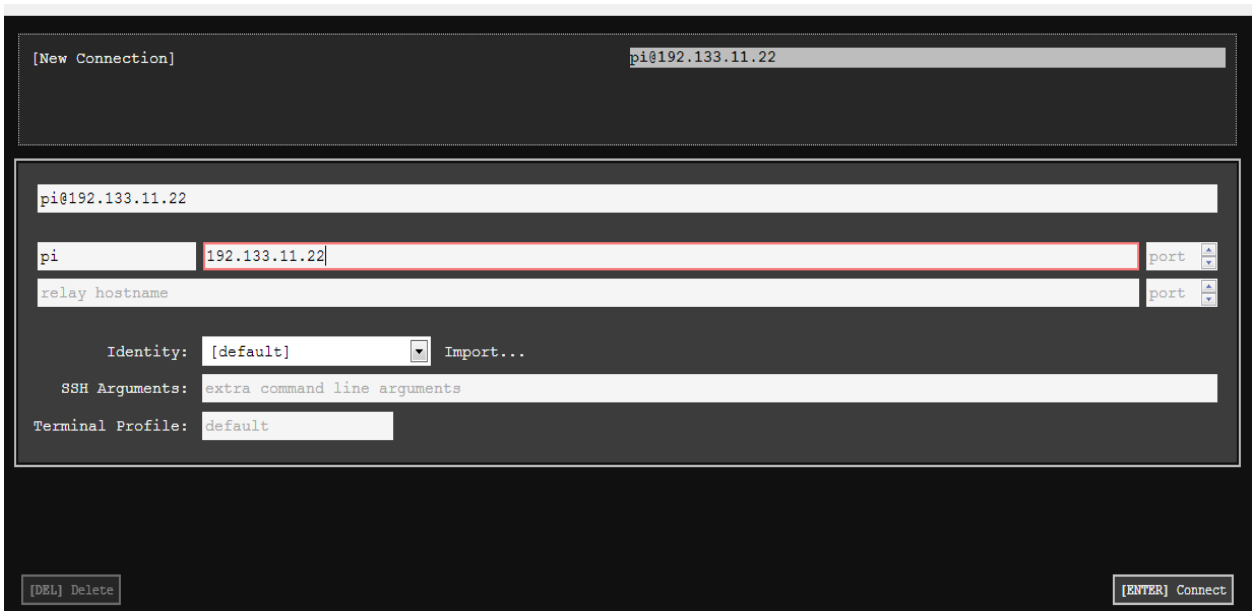 [New Connection] pi@192.133.11.22
pi@192.133.11.22
pi 192.133.11.22 port
relay hostname port
Identity: [default] Import...
SSH Arguments: extra command line arguments
Terminal Profile: default
[DEL] Delete [ENTER] Connect